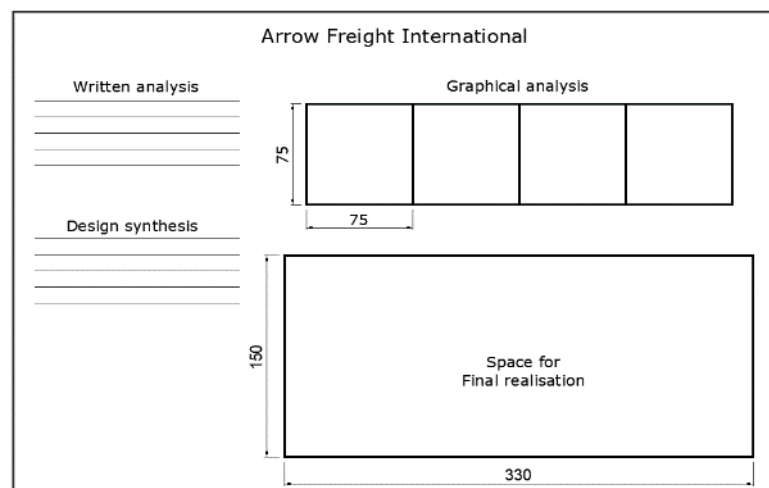 Arrow Freight International
Written analysis
Graphical analysis
75
75
Design synthesis
150
Space for
Final realisation
330